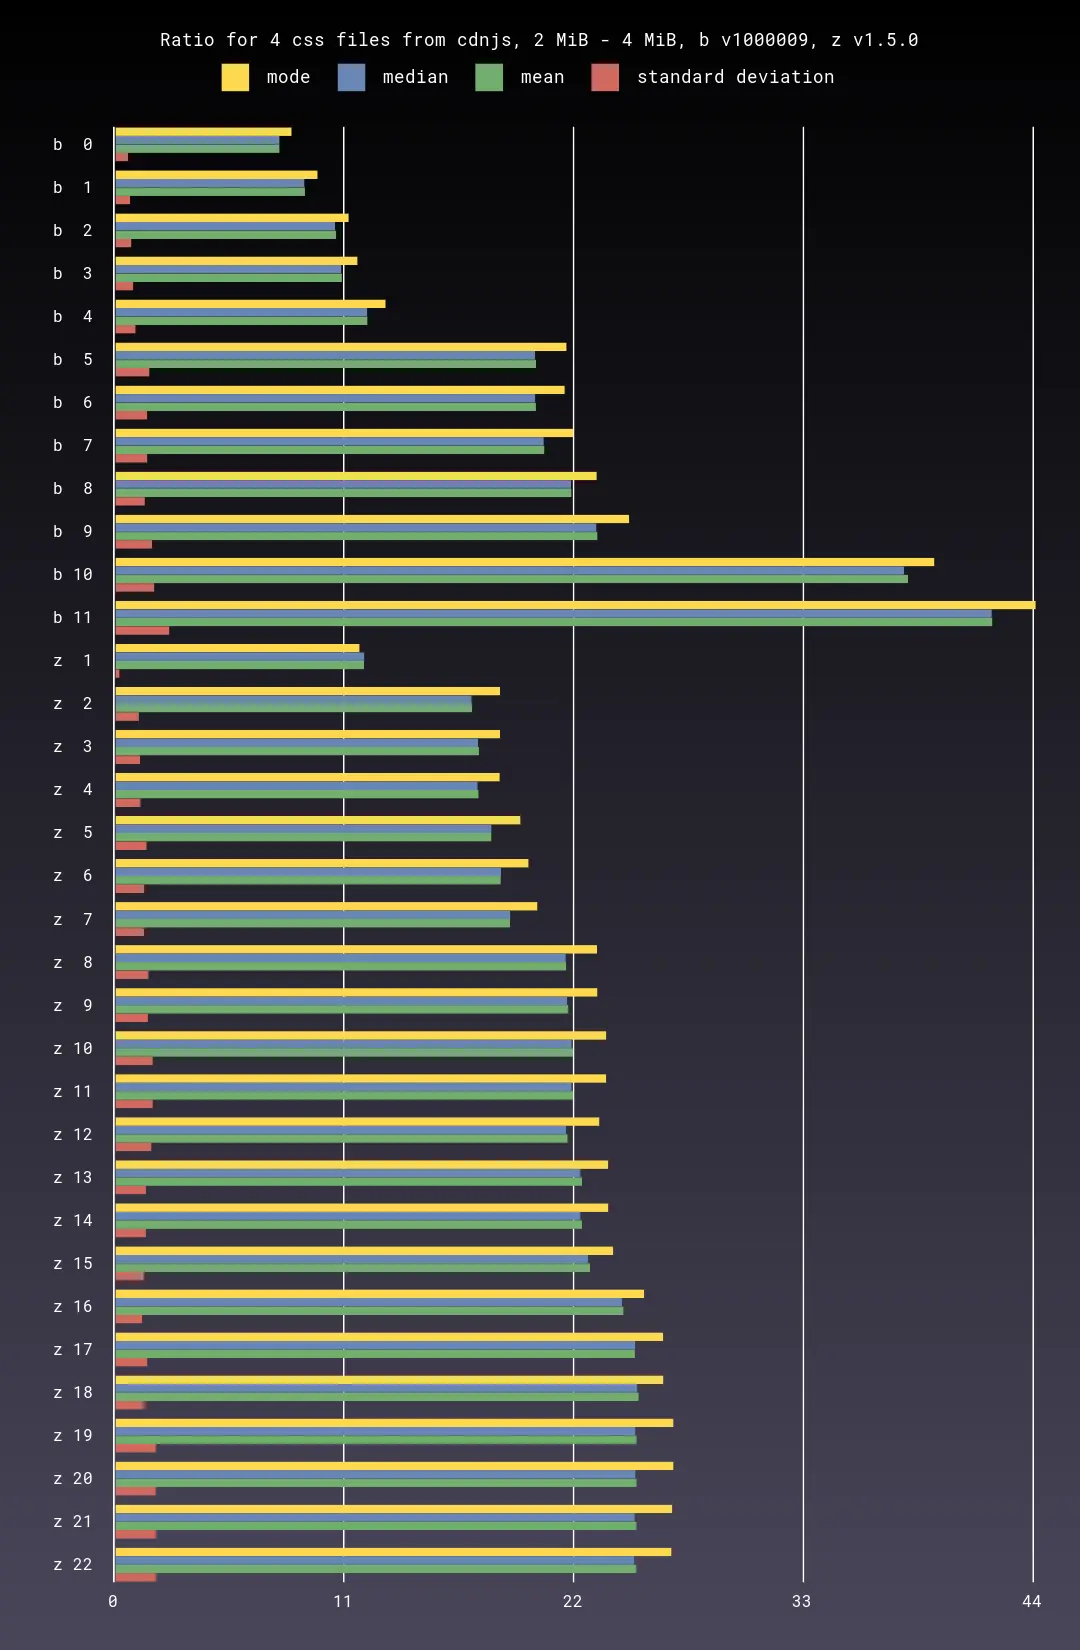 Ratio for 4 css files from cdnjs, 2 MiB - 4 MiB, b v1000009, z v1.5.0
mode median mean standard deviation
b 0
b 1
b 2
b 3
b 4
b 5
b 6
b 7
b 8
b 9
b 10
b 11
z 1
z 2
z 3
z 4
z 5
z 6
z 7
z 8
z 9
z 10
z 11
z 12
z 13
z 14
z 15
z 16
z 17
z 18
z 19
z 20
z 21
z 22
0 11 22 33 44